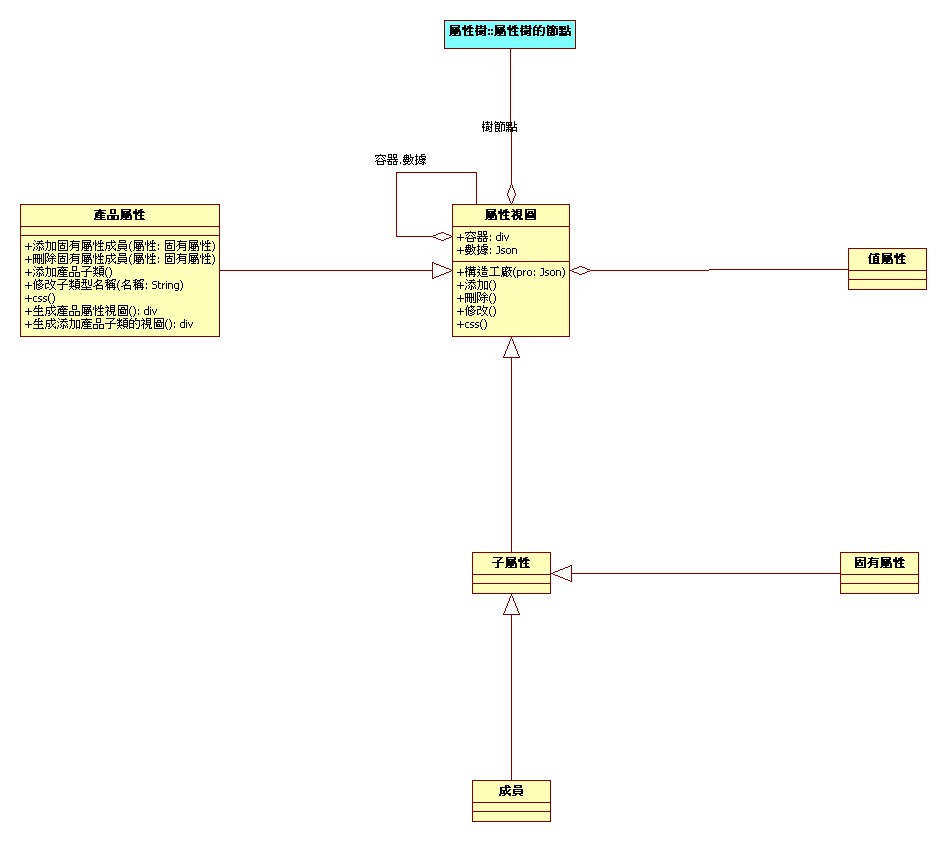 屬性樹::屬性樹的節點
樹節點
容器.數據
產品屬性
+添加固有屬性成員(屬性: 固有屬性)
+刪除固有屬性成員(屬性: 固有屬性)
+添加產品子類()
+修改子類型名稱(名稱: String)
+css()
+生成產品屬性視圖(): div
+生成添加產品子類的視圖(): div
屬性視圖
+容器: div
+數據: Json
+構造工廠(pro: Json)
+添加()
+刪除()
+修改()
+css()
值屬性
子屬性
固有屬性
成員